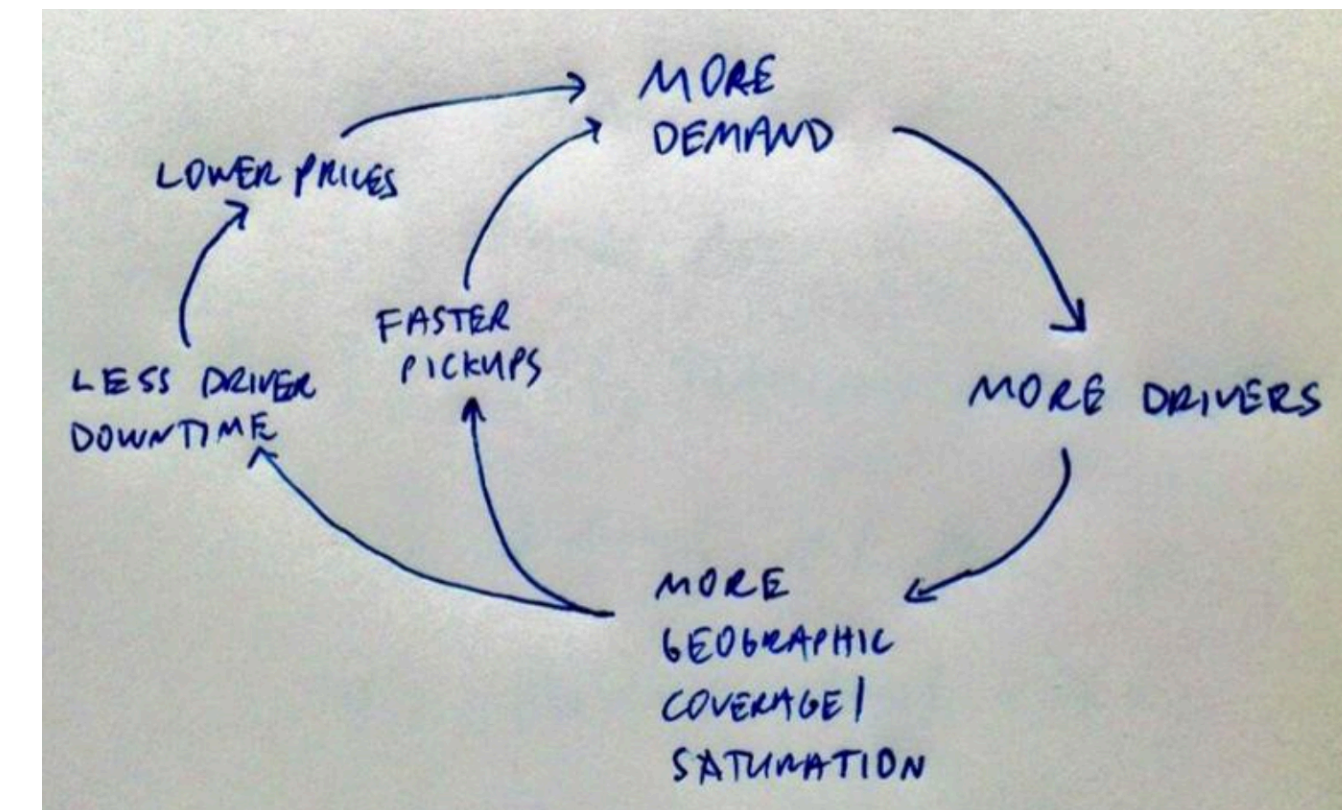 MORE
DEMAND
LOWER PRICES
FASTER
PICKUPS
LESS DRIVER
DOWNTIME
MORE DRIVERS
MORE
GEOGRAPHIC
COVERAGE/
SATURATION